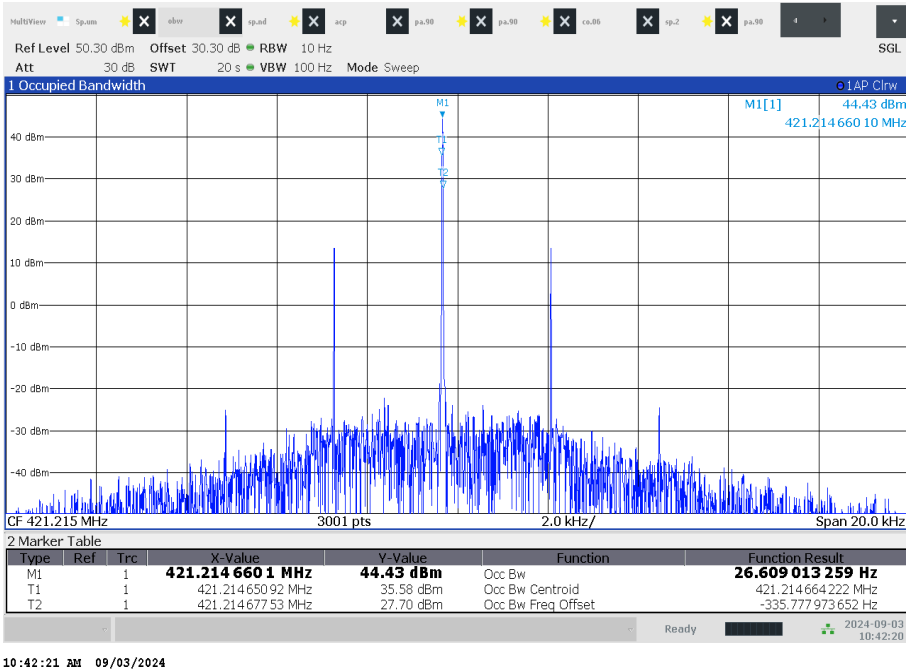 MultiView Sp.um obw sp.nd acp pa.90 pa.90 co.06 sp.2 pa.90
Ref Level 50.30 dBm Offset 30.30 dB RBW 10 Hz SGL
Att 30 dB SWT 20 s VBW 100 Hz Mode Sweep
1 Occupied Bandwidth 1AP Clrw
M1 M1[1] 44.43 dBm
421.214 660 10 MHz
40 dBm
T1
T2
30 dBm
20 dBm
10 dBm
0 dBm
-10 dBm
-20 dBm
-30 dBm
-40 dBm
CF 421.215 MHz 3001 pts 2.0 kHz/ Span 20.0 kHz
2 Marker Table
Type Ref Trc X-Value Y-Value Function Function Result
M1 1 421.214 660 1 MHz 44.43 dBm Occ Bw 26.609 013 259 Hz
T1 1 421.214 650 92 MHz 35.58 dBm Occ Bw Centroid 421.214 664 222 MHz
T2 1 421.214 677 53 MHz 27.70 dBm Occ Bw Freq Offset -335.777 973 652 Hz
Ready 2024-09-03
10:42:20
10:42:21 AM 09/03/2024